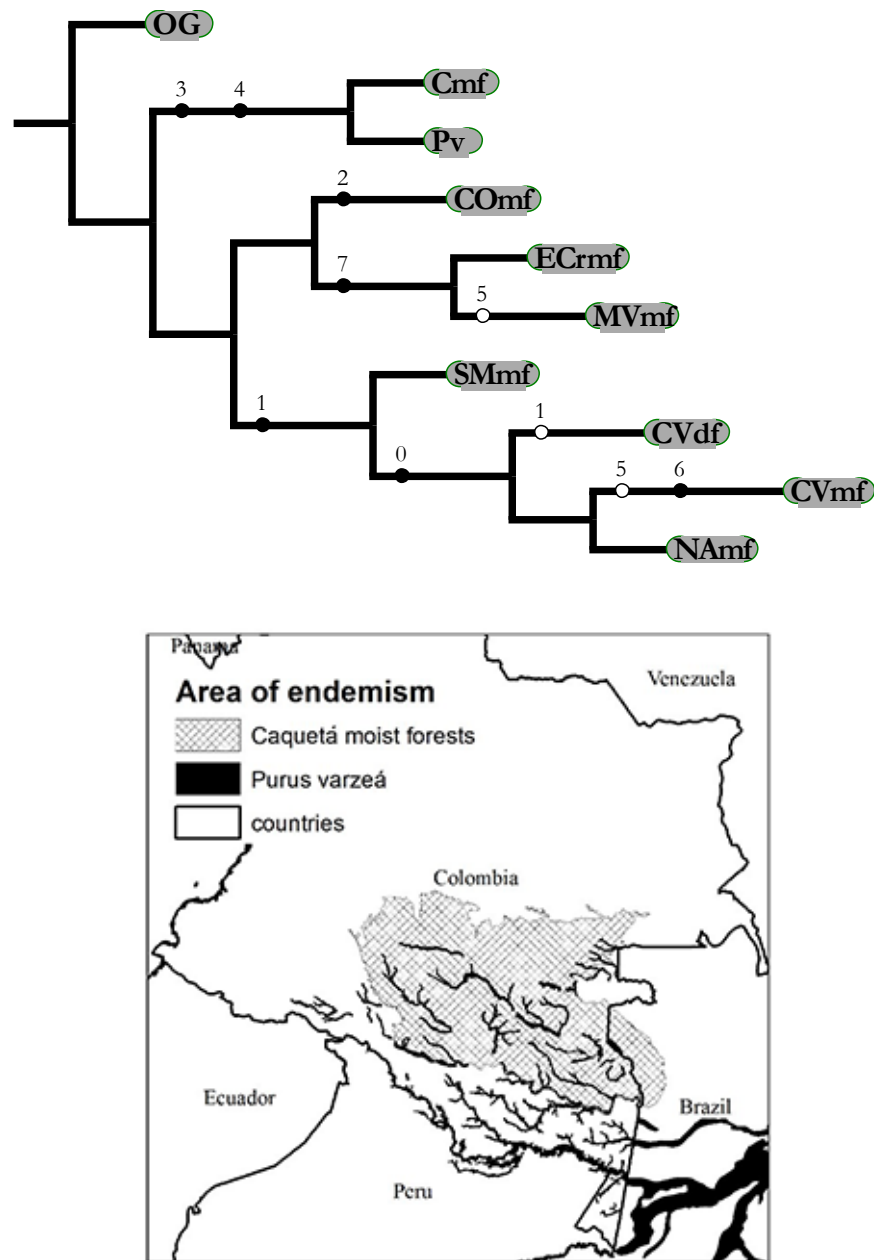 OG
3 4
Cmf
Pv
2
COmf
ECrmf
7
5
MVmf
SMmf
1
1
CVdf
0
5 6
CVmf
NAmf
Panama
Venezuela
Area of endemism
Caquetá moist forests
Purus varzeá
countries
Colombia
Ecuador
Brazil
Peru